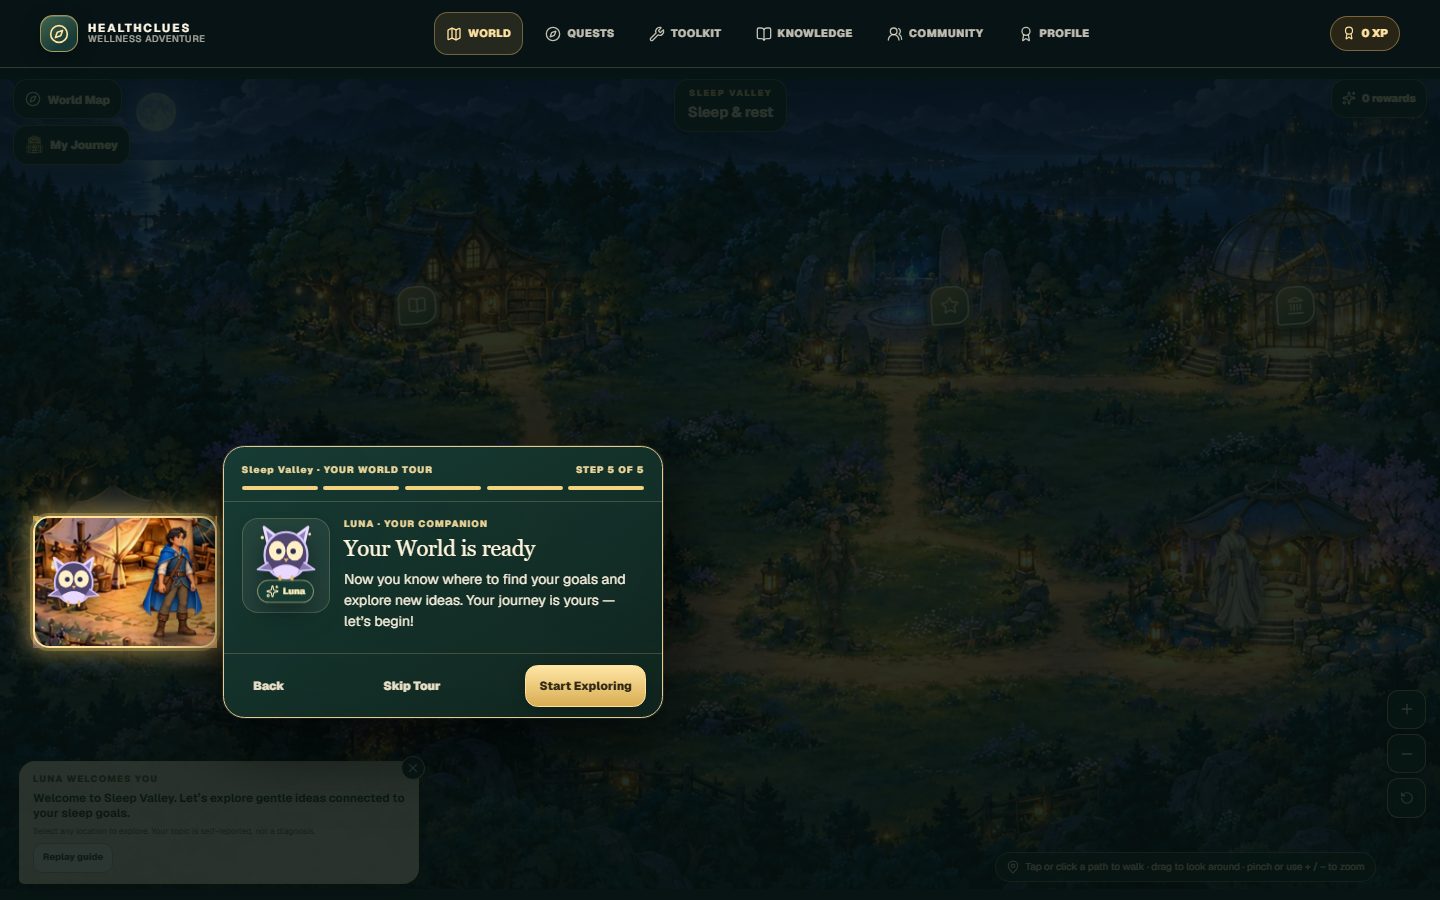 HEALTHCLUES
WELLNESS ADVENTURE
WORLD
QUESTS
TOOLKIT
KNOWLEDGE
COMMUNITY
PROFILE
0 XP
World Map
My Journey
SLEEP VALLEY
Sleep & rest
0 rewards
Sleep Valley · YOUR WORLD TOUR
STEP 5 OF 5
LUNA · YOUR COMPANION
Your World is ready
Now you know where to find your goals and
explore new ideas. Your journey is yours —
let's begin!
Luna
Back
Skip Tour
Start Exploring
LUNA WELCOMES YOU
Welcome to Sleep Valley. Let's explore gentle ideas connected to
your sleep goals.
Select any location to explore. Your topic is self-reported, not a diagnosis.
Replay guide
Tap or click a path to walk · drag to look around · pinch or use + / − to zoom